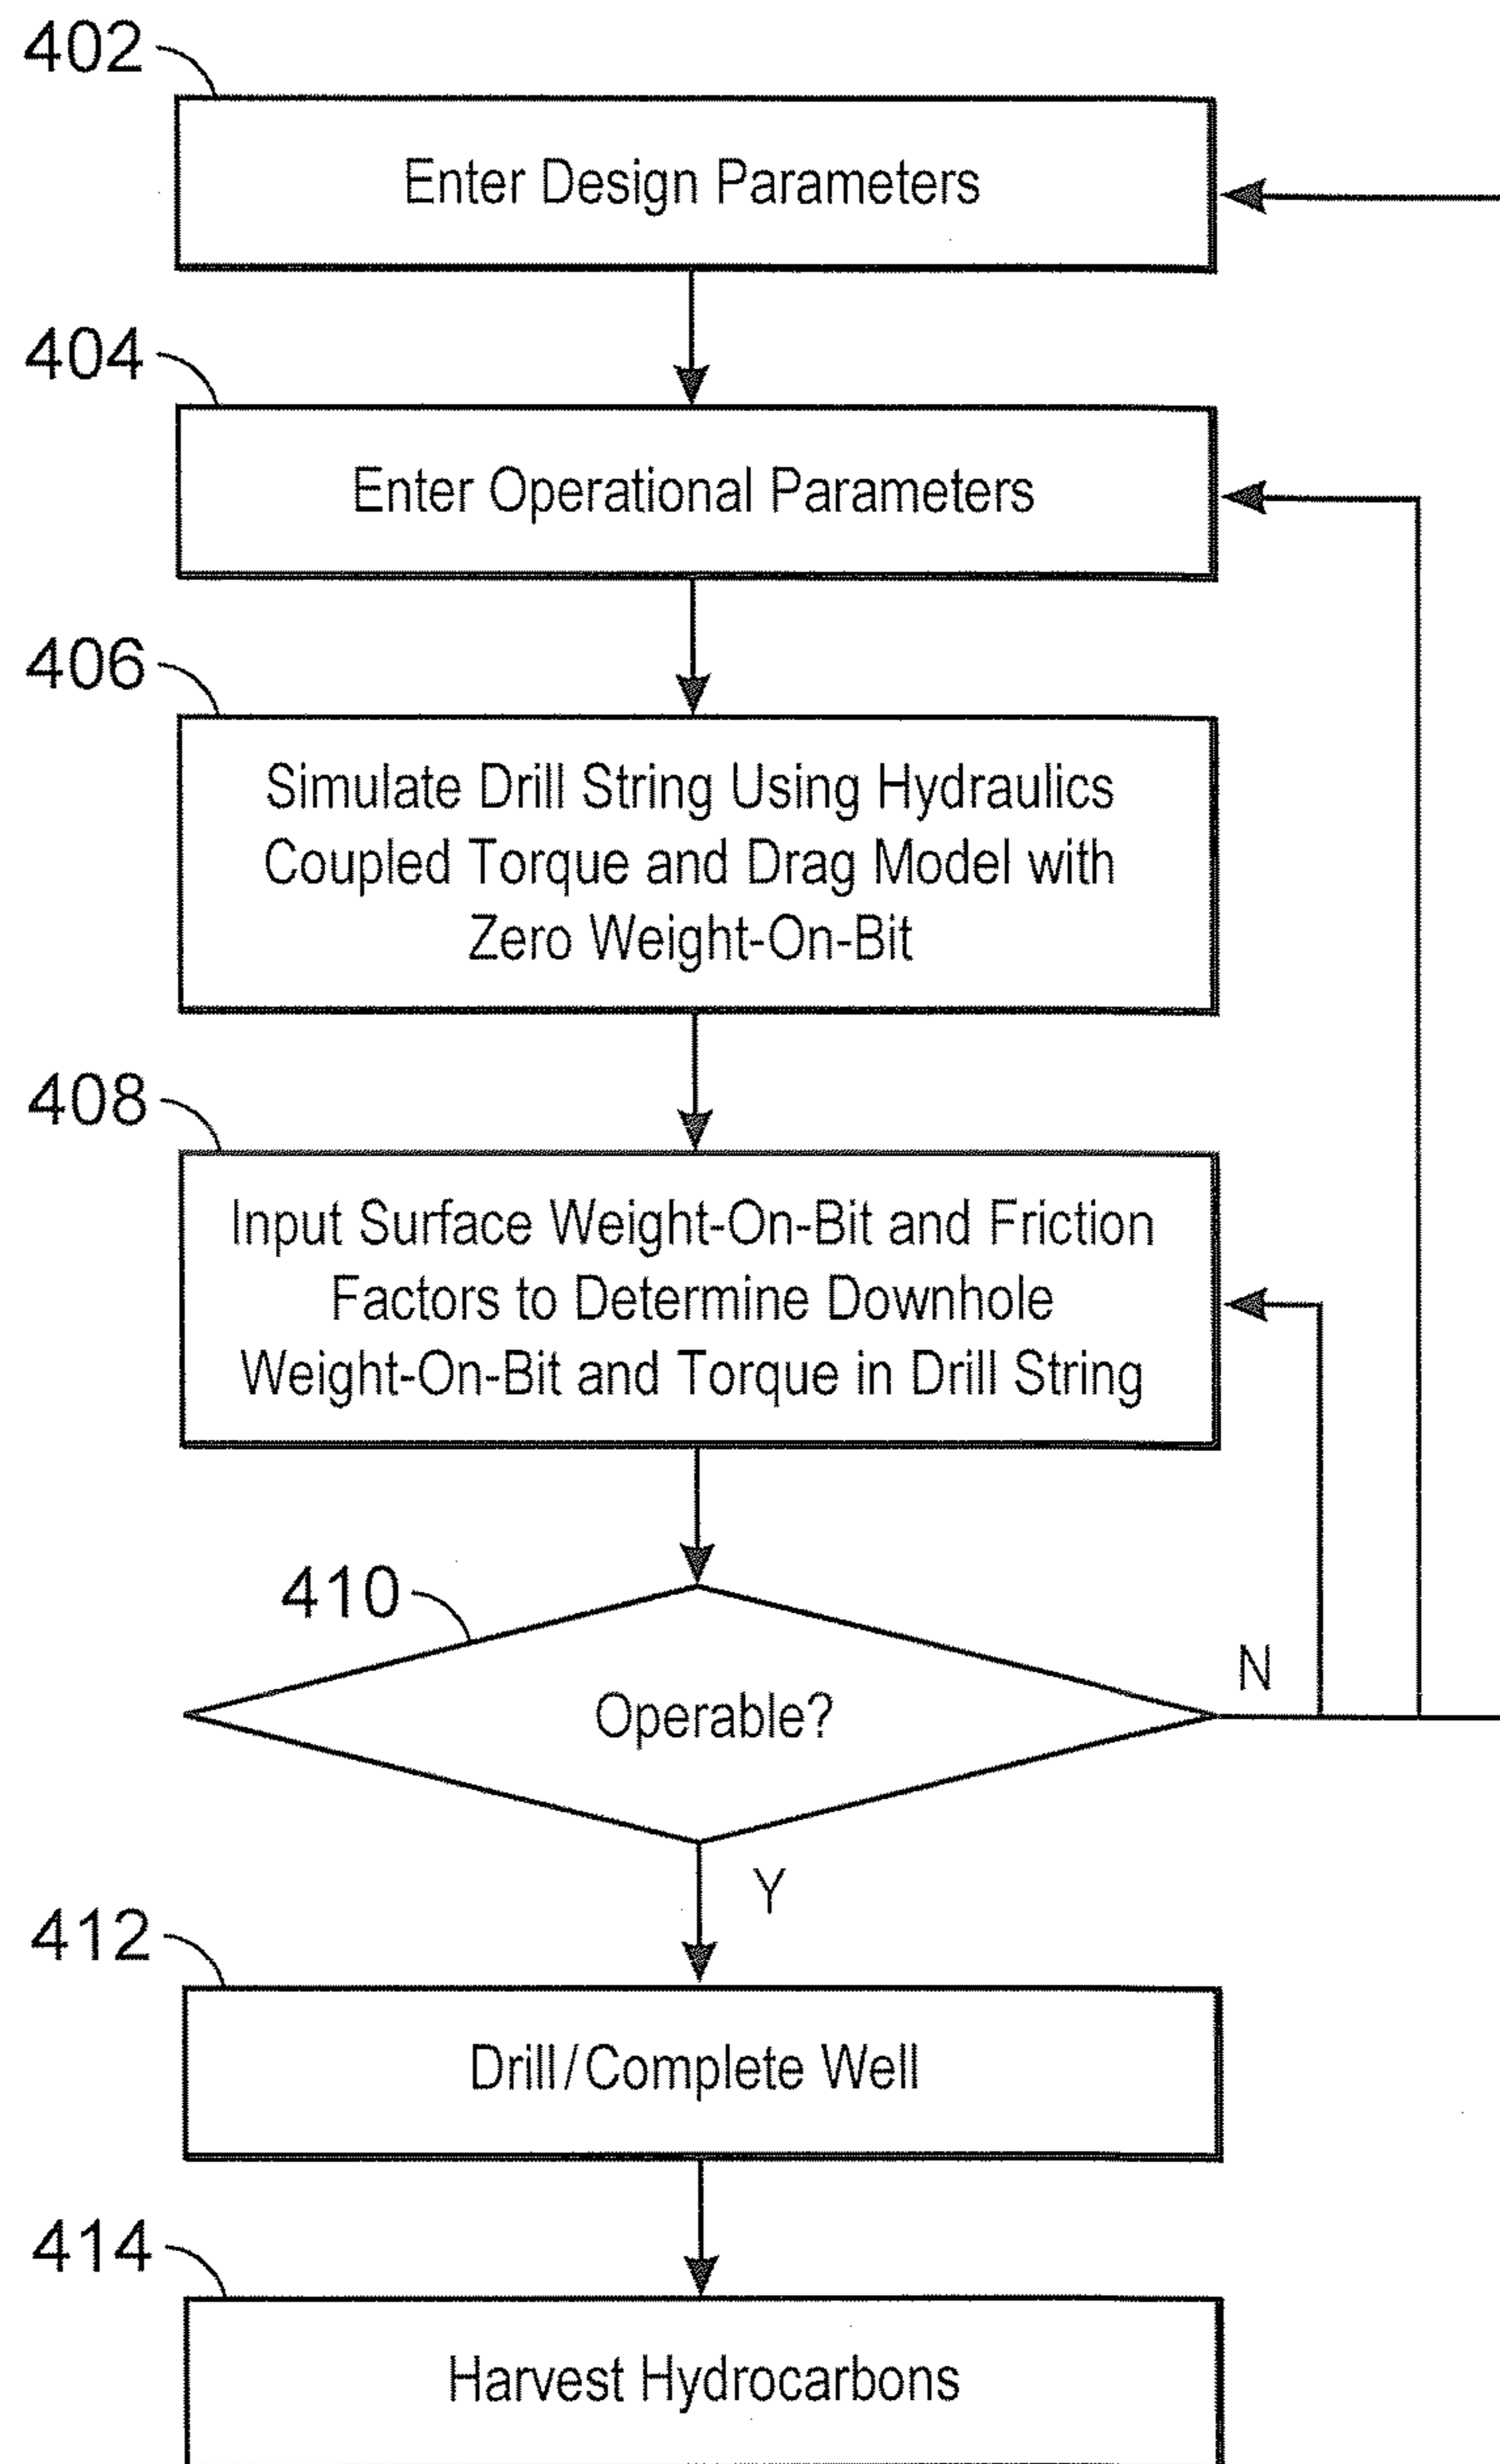 402
Enter Design Parameters
404
Enter Operational Parameters
406
Simulate Drill String Using Hydraulics
Coupled Torque and Drag Model with
Zero Weight-On-Bit
408
Input Surface Weight-On-Bit and Friction
Factors to Determine Downhole
Weight-On-Bit and Torque in Drill String
410
Operable?
N
Y
412
Drill/Complete Well
414
Harvest Hydrocarbons